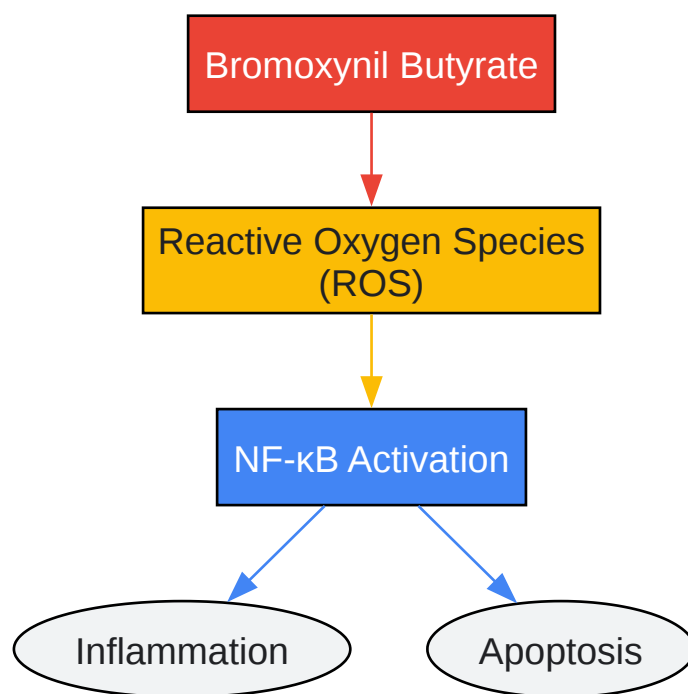 Bromoxynil Butyrate
Reactive Oxygen Species
(ROS)
NF-κB Activation
Inflammation
Apoptosis